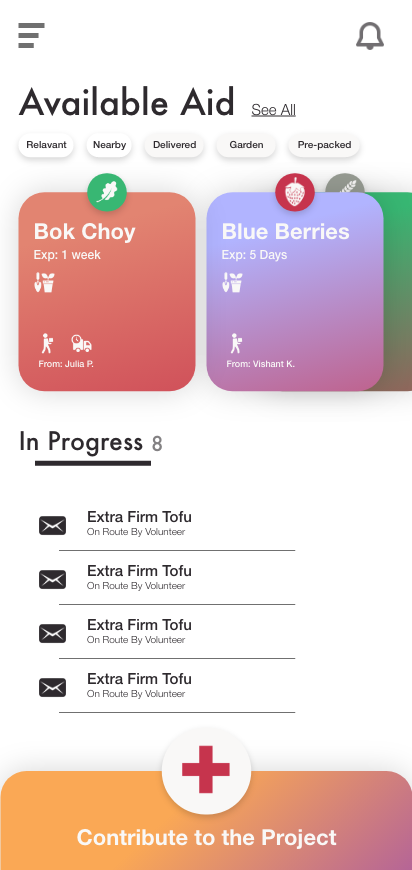 Available Aid See All
Relavant Nearby Delivered Garden Pre-packed
Bok Choy
Exp: 1 week
From: Julia P.
Blue Berries
Exp: 5 Days
From: Vishant K.
In Progress 8
Extra Firm Tofu
On Route By Volunteer
Extra Firm Tofu
On Route By Volunteer
Extra Firm Tofu
On Route By Volunteer
Extra Firm Tofu
On Route By Volunteer
Contribute to the Project